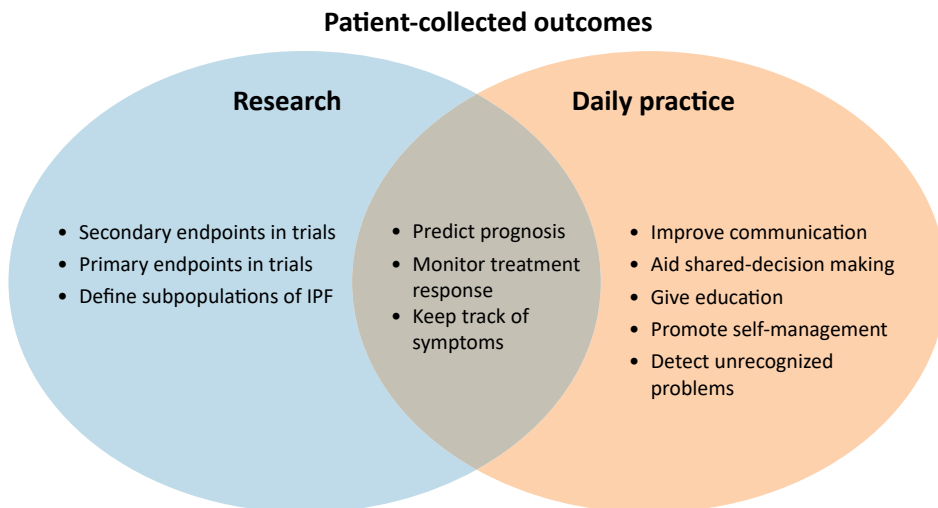 Patient-collected outcomes
Research
Daily practice
• Secondary endpoints in trials
• Primary endpoints in trials
• Define subpopulations of IPF
• Predict prognosis
• Monitor treatment
response
• Keep track of
symptoms
• Improve communication
• Aid shared-decision making
• Give education
• Promote self-management
• Detect unrecognized
problems